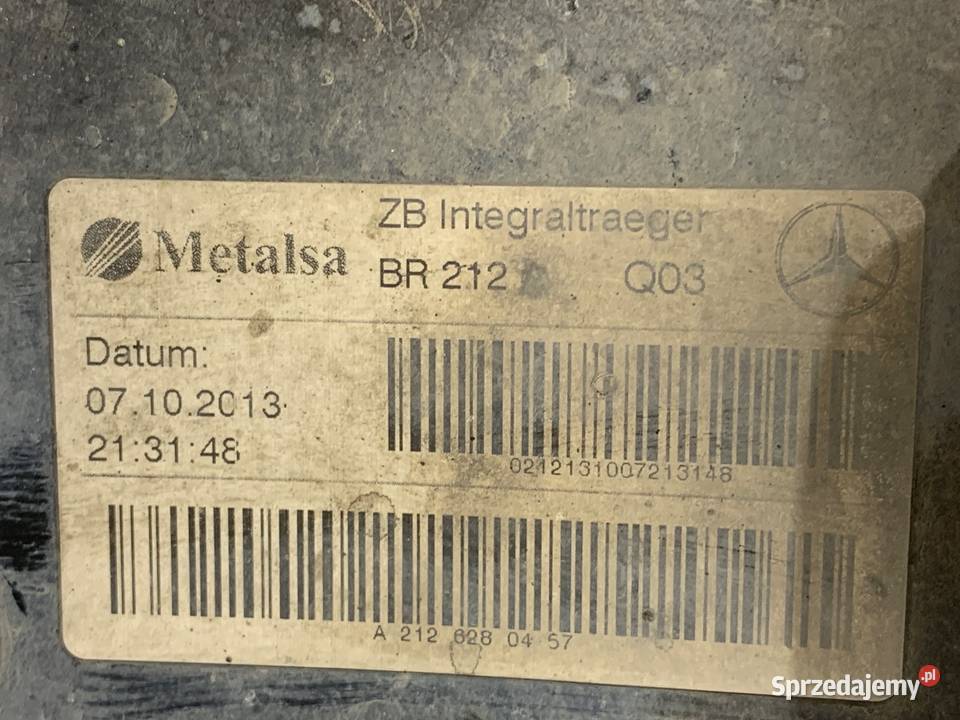 Metalsa
ZB Integraltraeger
BR 212 Q03
Datum:
07.10.2013
21:31:48
0212131007213148
A 212 628 04 57
Sprzedajemy.pl